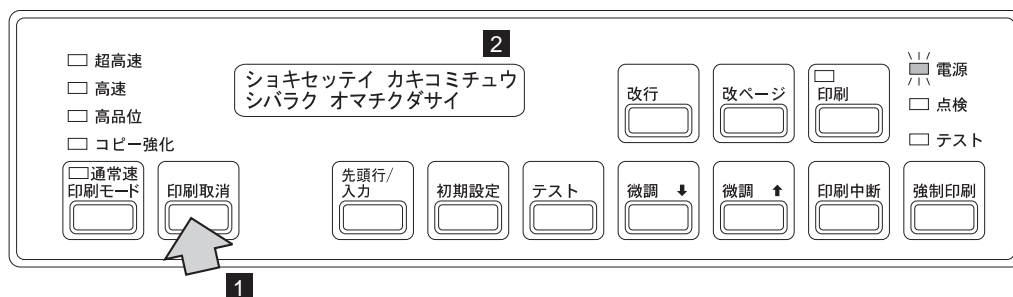 2
超高速
高速
高品位
コピー強化
ショキセッテイ カキコミチュウ
シバラク オマチクダサイ
改行
改ページ
印刷
電源
点検
テスト
通常速
印刷モード
印刷取消
先頭行/
入力
初期設定
テスト
微調 ⬇
微調 ⬆
印刷中断
強制印刷
1